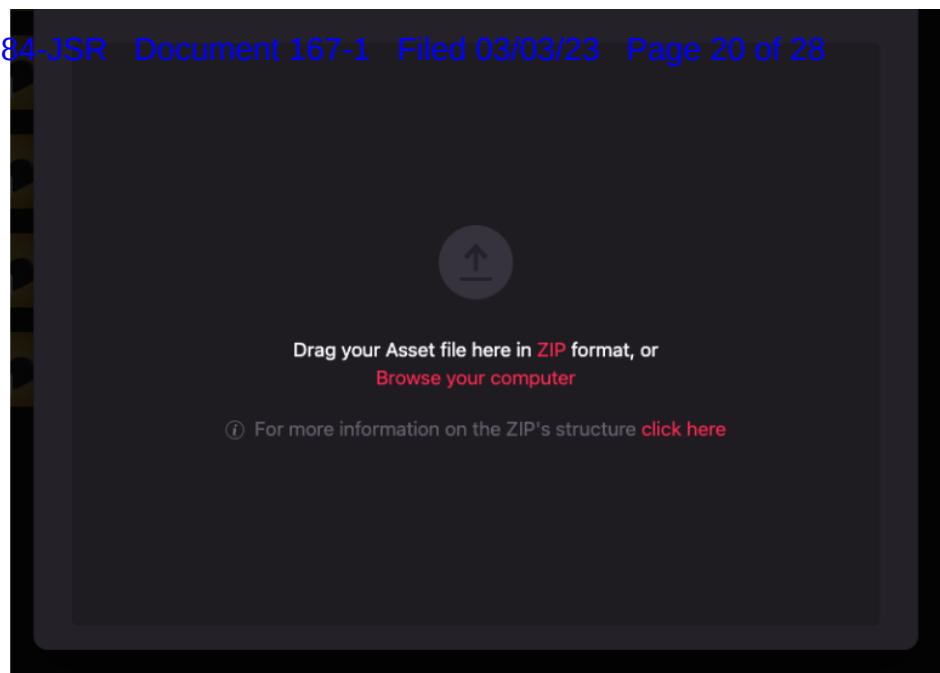 84-JSR Document 167-1 Filed 03/03/23 Page 20 of 28
Drag your Asset file here in ZIP format, or
Browse your computer
For more information on the ZIP's structure click here